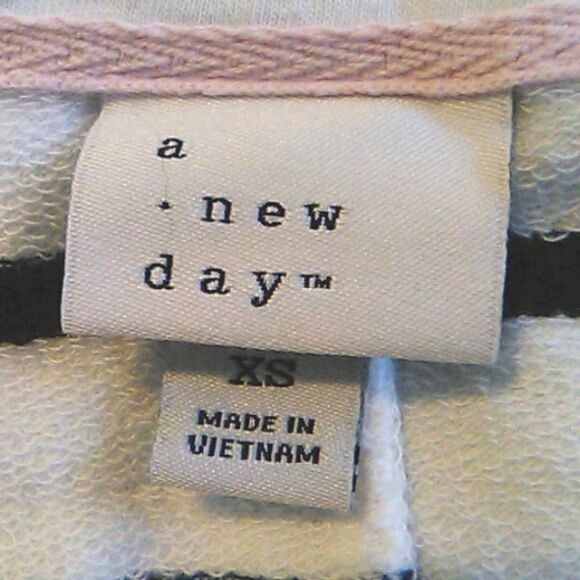 a
· new
day™
XS
MADE IN
VIETNAM